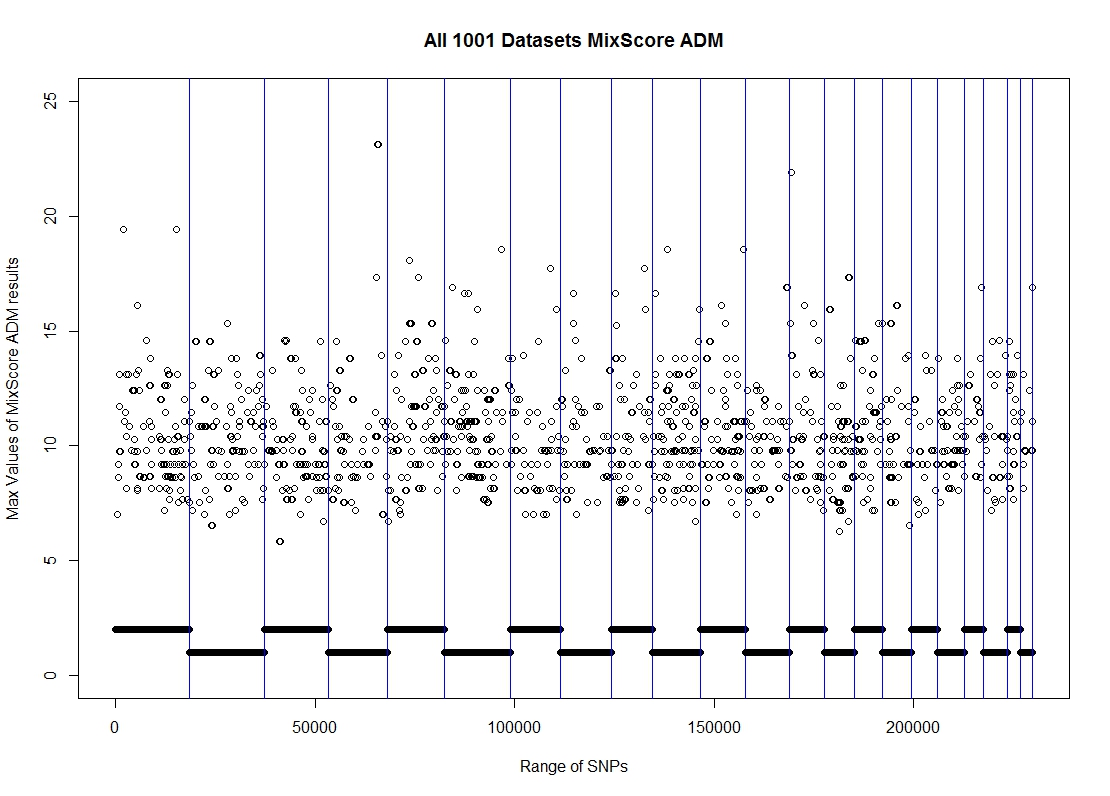 All 1001 Datasets MixScore ADM
Max Values of MixScore ADM results
25
20
15
10
5
0
0 50000 100000 150000 200000
Range of SNPs